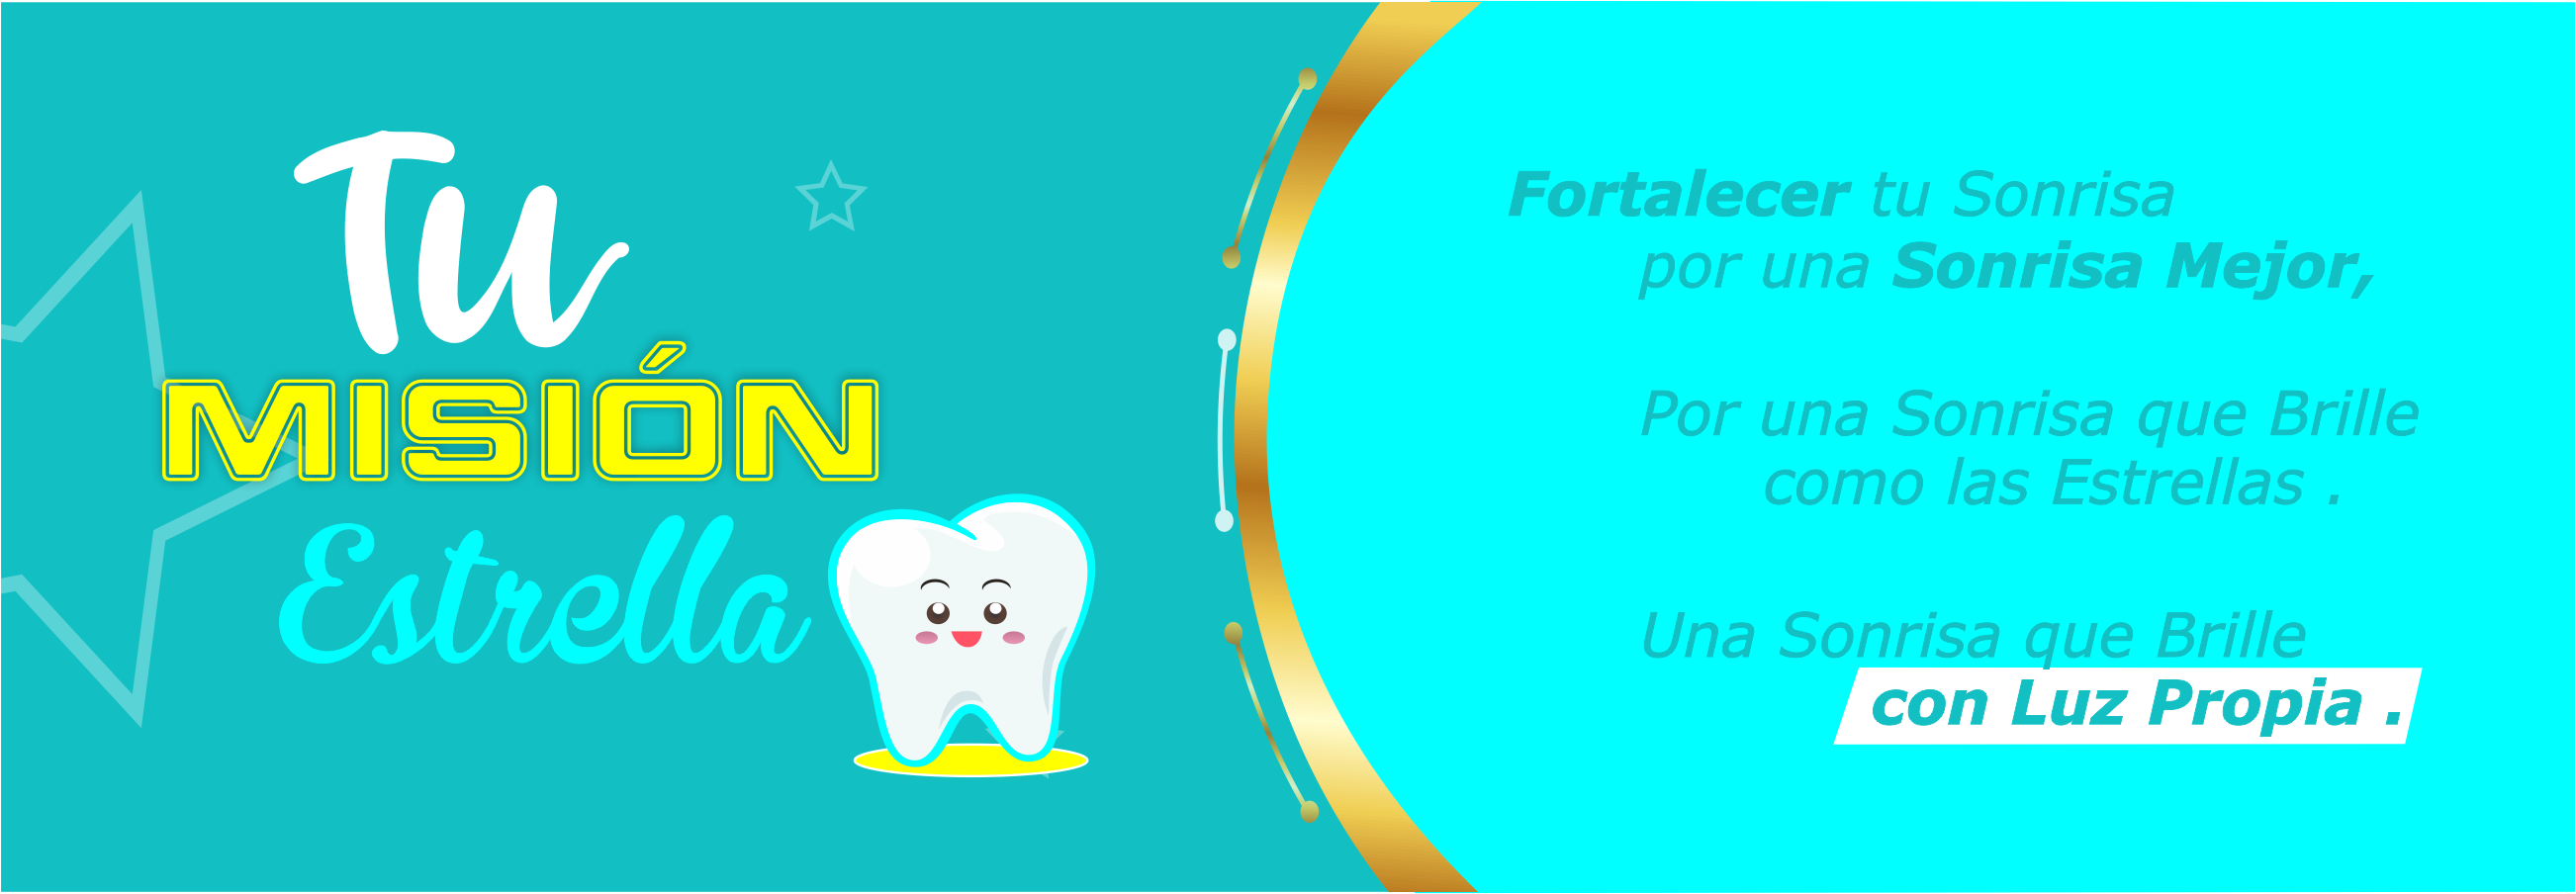 Tu
MISIÓN
Estrella
Fortalecer tu Sonrisa
por una Sonrisa Mejor,
Por una Sonrisa que Brille
como las Estrellas .
Una Sonrisa que Brille
con Luz Propia .